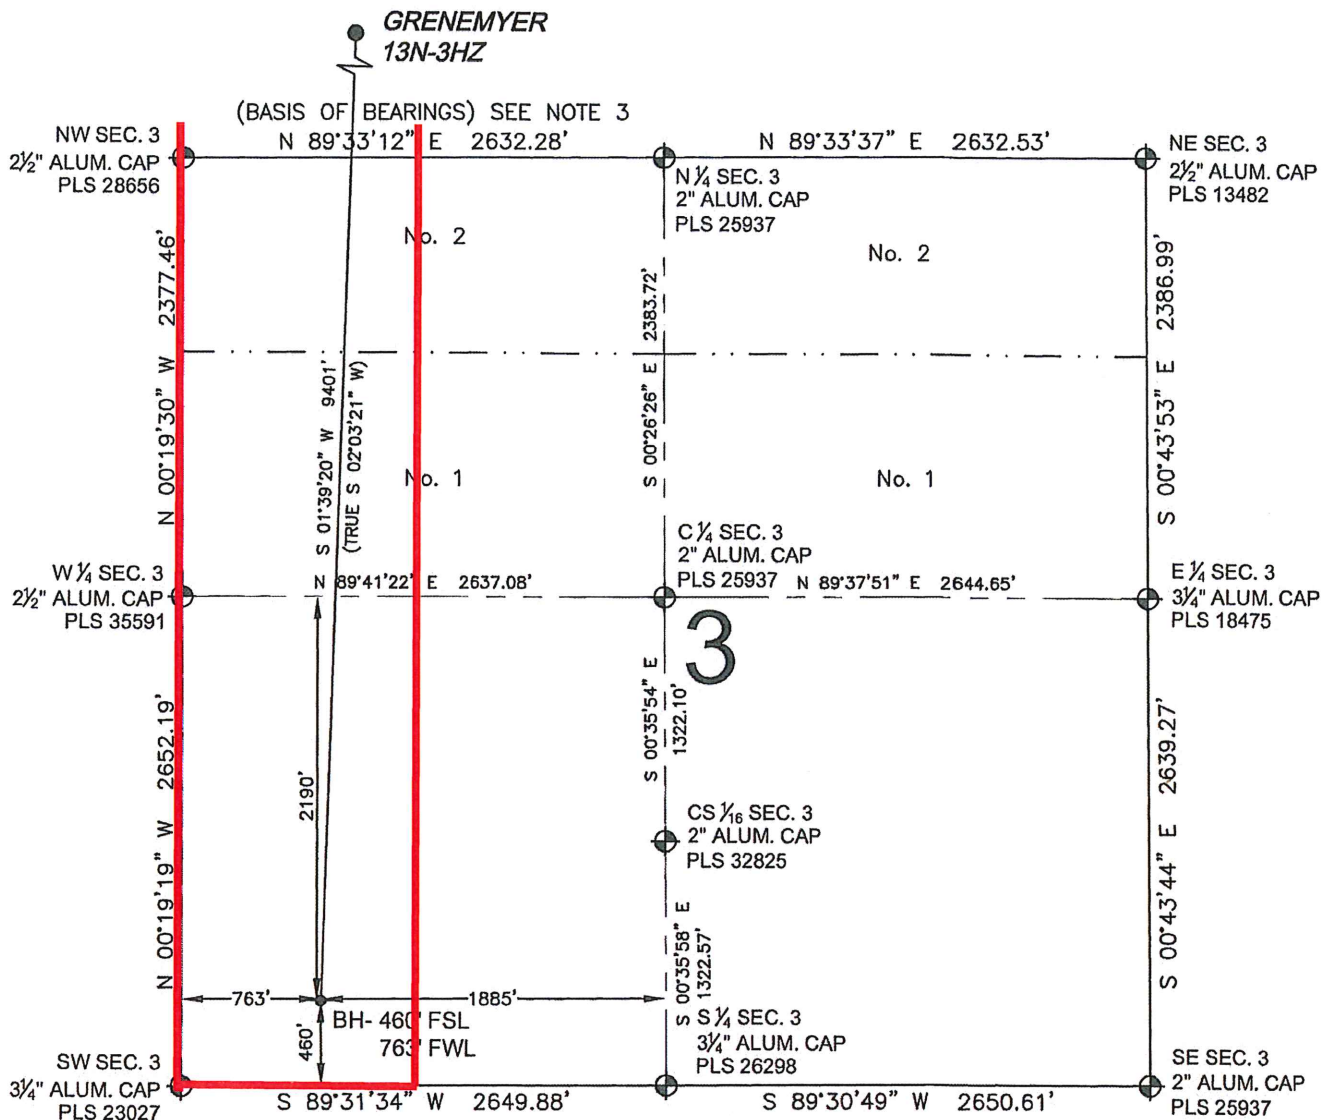 GRENEMYER
13N-3HZ
(BASIS OF BEARINGS) SEE NOTE 3
N 89°33'12" E 2632.28'
N 89°33'37" E 2632.53'
NW SEC. 3
2½" ALUM. CAP
PLS 28656
N ¼ SEC. 3
2" ALUM. CAP
PLS 25937
NE SEC. 3
2½" ALUM. CAP
PLS 13482
No. 2
No. 2
N 00°19'30" W 2377.46'
S 01°39'20" W 9401'
(TRUE S 02°03'21" W)
S 00°26'26" E 2383.72'
S 00°43'53" E 2386.99'
No. 1
No. 1
W ¼ SEC. 3
2½" ALUM. CAP
PLS 35591
N 89°41'22" E 2637.08'
C ¼ SEC. 3
2" ALUM. CAP
PLS 25937
N 89°37'51" E 2644.65'
E ¼ SEC. 3
3¼" ALUM. CAP
PLS 18475
3
N 00°19'19" W 2652.19'
2190'
S 00°35'54" E
1322.10'
S 00°43'44" E 2639.27'
CS 1/16 SEC. 3
2" ALUM. CAP
PLS 32825
763'
1885'
S 00°35'58" E
1322.57'
BH- 460' FSL
763' FWL
460'
S ¼ SEC. 3
3¼" ALUM. CAP
PLS 26298
SW SEC. 3
3¼" ALUM. CAP
PLS 23027
SE SEC. 3
2" ALUM. CAP
PLS 25937
S 89°31'34" W 2649.88'
S 89°30'49" W 2650.61'